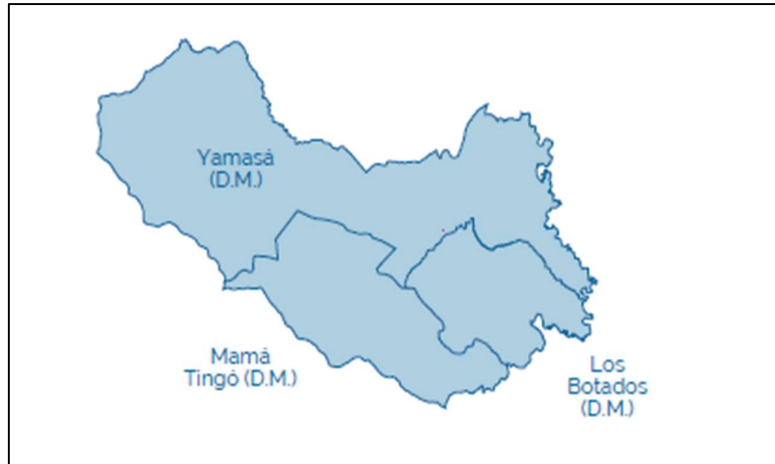 Yamasá
(D.M.)
Mamá
Tingó (D.M.)
Los
Botados
(D.M.)